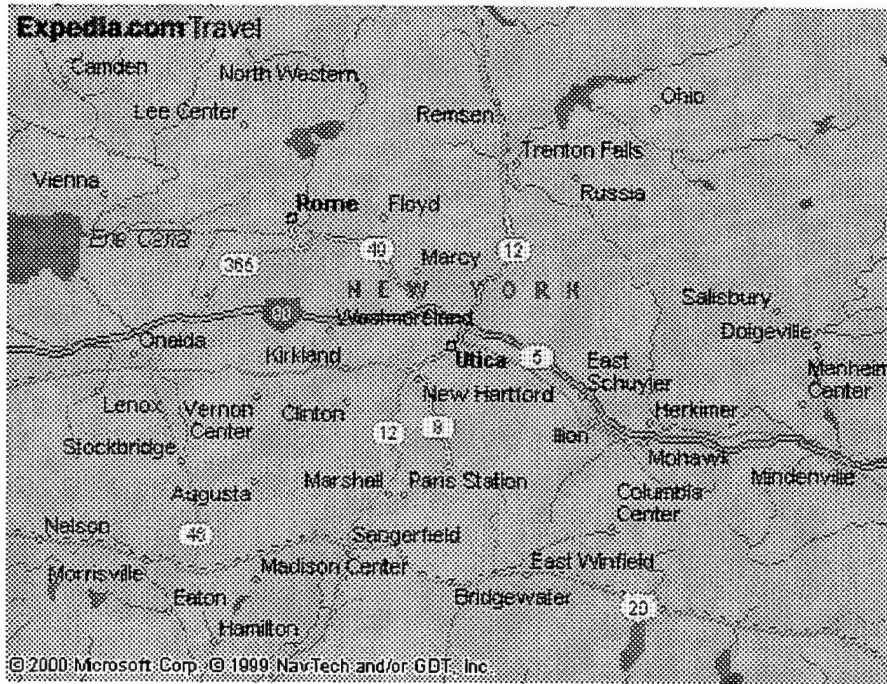 Expedia.com Travel
Camden
North Western
Lee Center
Remsen
Ohio
Trenton Falls
Vienna
Russia
Rome
Floyd
Erie Canal
49
12
365
Marcy
NEW YORK
Salisbury
90
Westmoreland
Dolgeville
Oneida
Kirkland
Utica
5
East
Schuyler
Manheim
Center
New Hartford
Lenox
Vernon
Center
Clinton
Herkimer
12
8
Ilion
Stockbridge
Mohawk
Mindenville
Augusta
Marshall
Paris Station
Columbia
Center
Nelson
46
Sangerfield
Morrisville
Madison Center
East Winfield
Eaton
Bridgewater
20
Hamilton
© 2000 Microsoft Corp. © 1999 NavTech and/or GDT, Inc